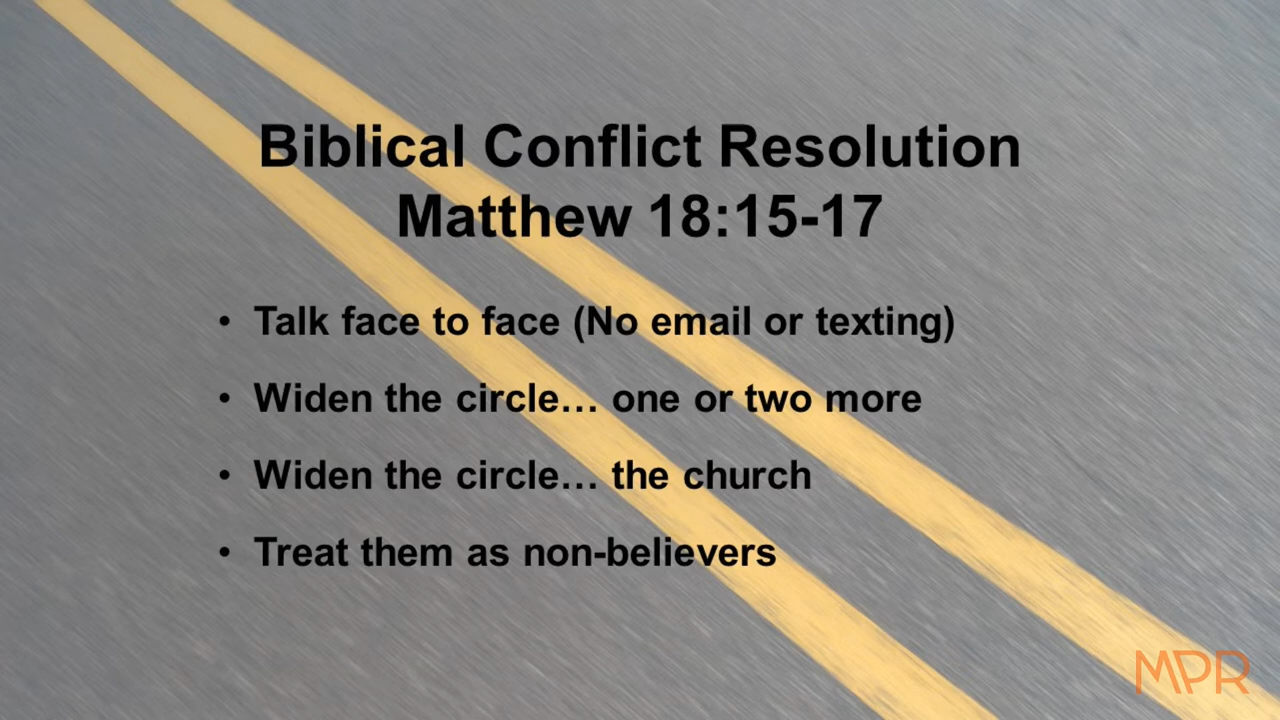 Biblical Conflict Resolution
Matthew 18:15-17
• Talk face to face (No email or texting)
• Widen the circle… one or two more
• Widen the circle… the church
• Treat them as non-believers
MPR